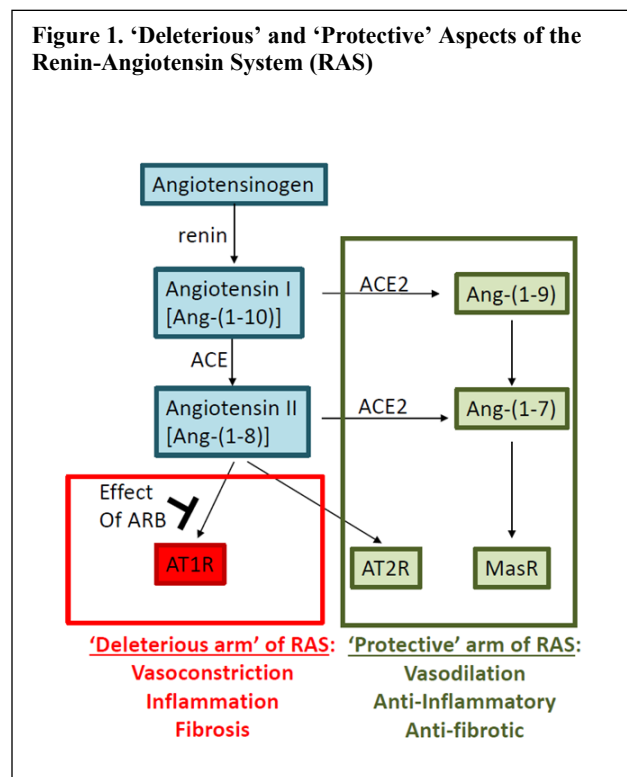 Figure 1. ‘Deleterious’ and ‘Protective’ Aspects of the
Renin-Angiotensin System (RAS)
Angiotensinogen
renin
Angiotensin I
[Ang-(1-10)]
ACE2
Ang-(1-9)
ACE
Angiotensin II
[Ang-(1-8)]
ACE2
Ang-(1-7)
Effect
Of ARB
AT1R
AT2R
MasR
‘Deleterious arm’ of RAS:
Vasoconstriction
Inflammation
Fibrosis
‘Protective’ arm of RAS:
Vasodilation
Anti-Inflammatory
Anti-fibrotic